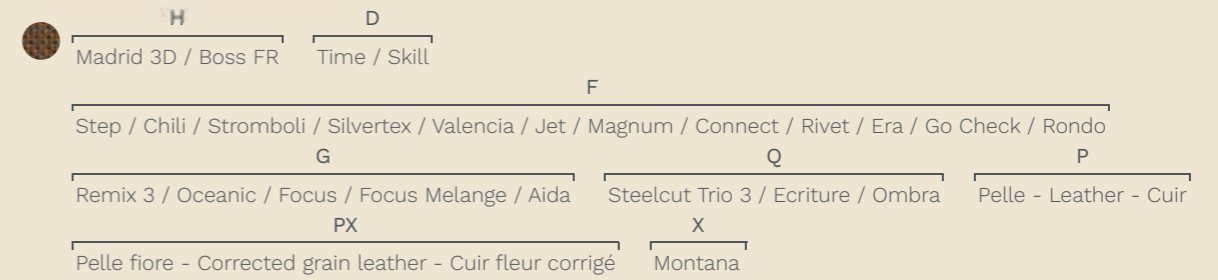 H D
Madrid 3D / Boss FR Time / Skill
F
Step / Chili / Stromboli / Silvertex / Valencia / Jet / Magnum / Connect / Rivet / Era / Go Check / Rondo
G Q P
Remix 3 / Oceanic / Focus / Focus Melange / Aida Steelcut Trio 3 / Ecriture / Ombra Pelle - Leather - Cuir
PX X
Pelle fiore - Corrected grain leather - Cuir fleur corrigé Montana